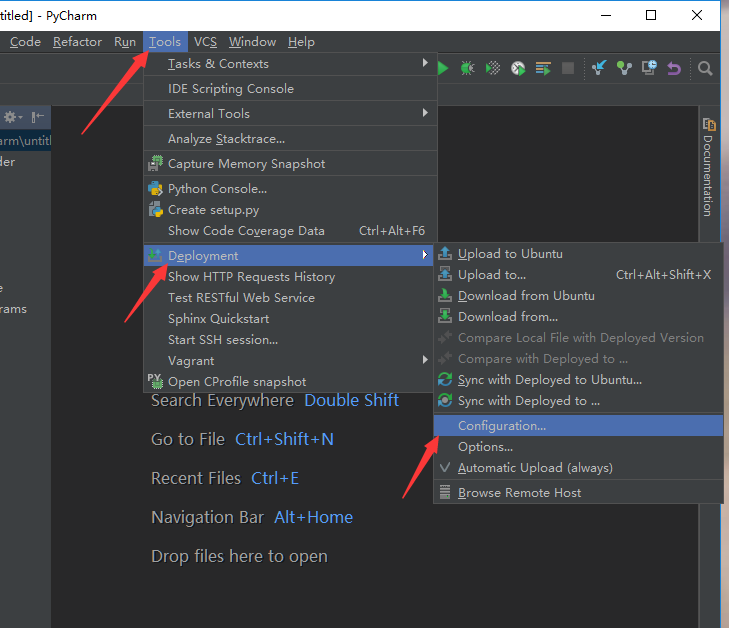 titled] - PyCharm
Code Refactor Run Tools VCS Window Help
Tasks & Contexts
IDE Scripting Console
External Tools
Analyze Stacktrace...
Capture Memory Snapshot
Python Console...
Create setup.py
Show Code Coverage Data Ctrl+Alt+F6
Deployment
Show HTTP Requests History
Test RESTful Web Service
Sphinx Quickstart
Start SSH session...
Vagrant
Open CProfile snapshot
Upload to Ubuntu
Upload to... Ctrl+Alt+Shift+X
Download from Ubuntu
Download from...
Compare Local File with Deployed Version
Compare with Deployed to ...
Sync with Deployed to Ubuntu...
Sync with Deployed to ...
Configuration...
Options...
Automatic Upload (always)
Browse Remote Host
arm\untitl
der
e
rams
Search Everywhere Double Shift
Go to File Ctrl+Shift+N
Recent Files Ctrl+E
Navigation Bar Alt+Home
Drop files here to open
Documentation